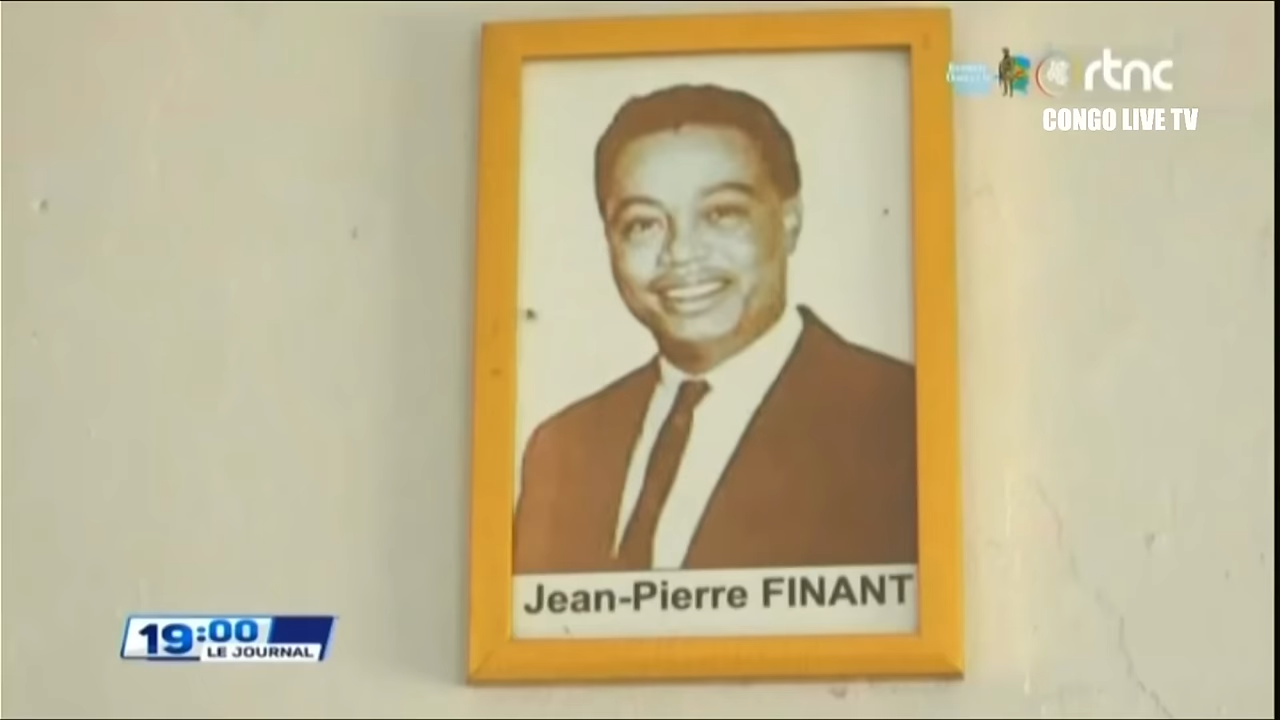 rtnc
CONGO LIVE TV
Jean-Pierre FINANT
19:00
LE JOURNAL